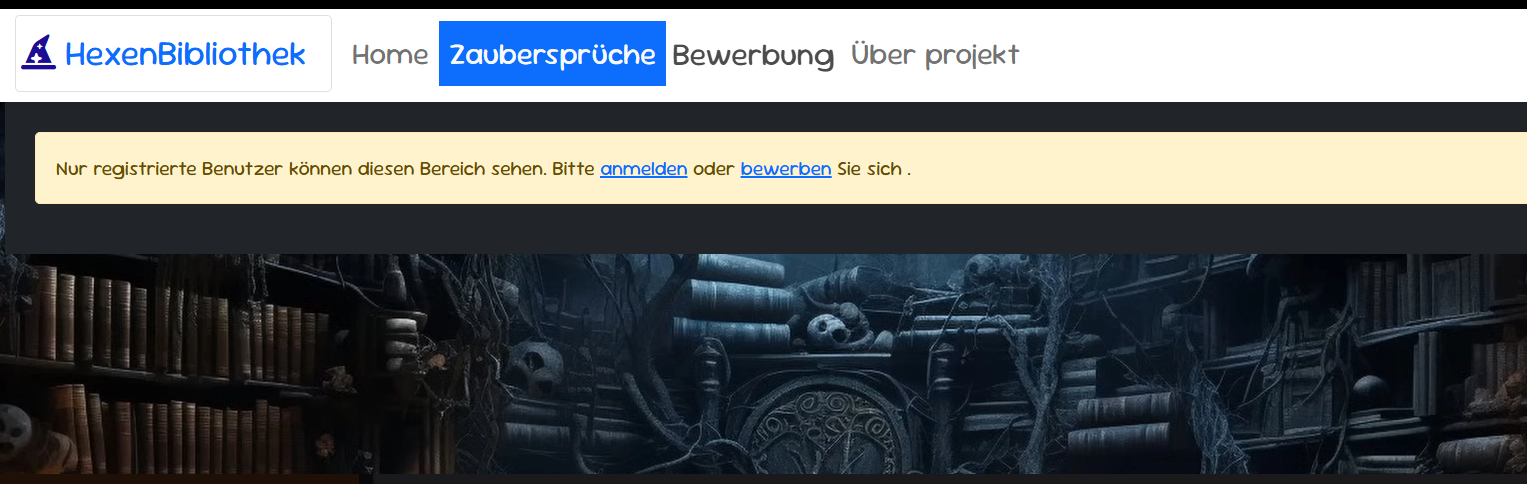 HexenBibliothek Home Zaubersprüche Bewerbung Über projekt
Nur registrierte Benutzer können diesen Bereich sehen. Bitte anmelden oder bewerben Sie sich .